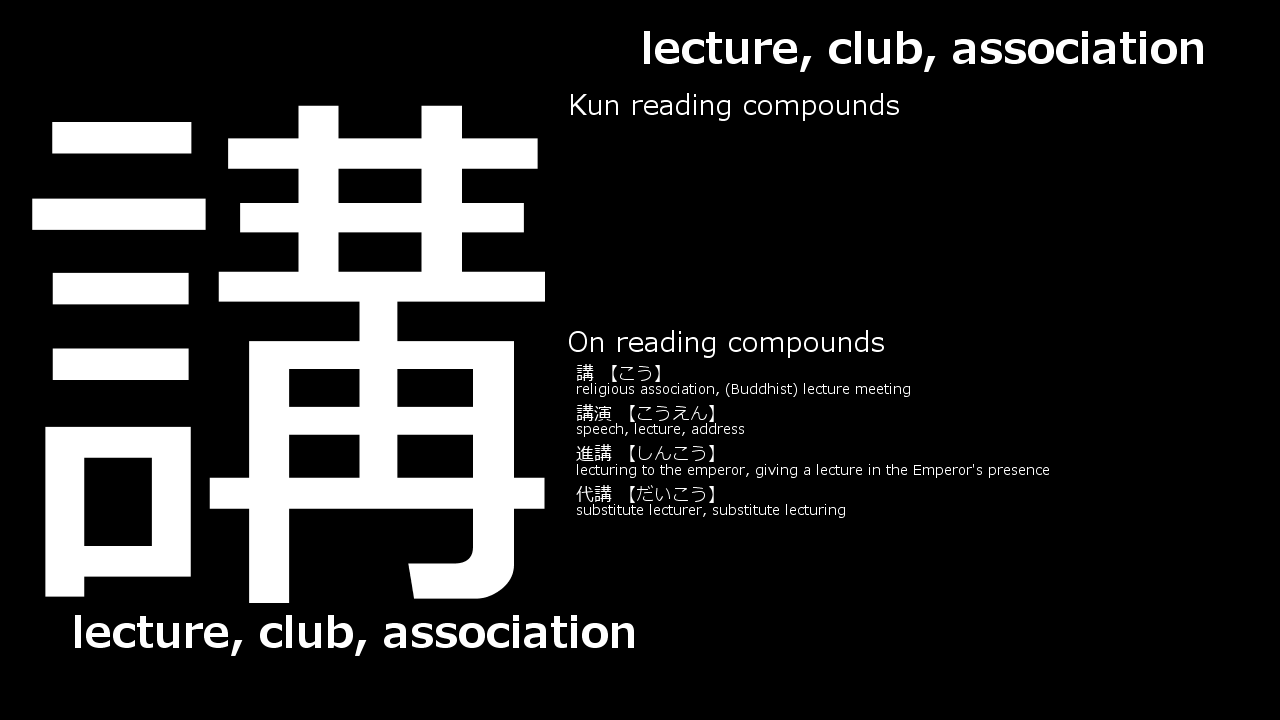 lecture, club, association
講
Kun reading compounds
On reading compounds
講 【こう】
religious association, (Buddhist) lecture meeting
講演 【こうえん】
speech, lecture, address
進講 【しんこう】
lecturing to the emperor, giving a lecture in the Emperor's presence
代講 【だいこう】
substitute lecturer, substitute lecturing
lecture, club, association